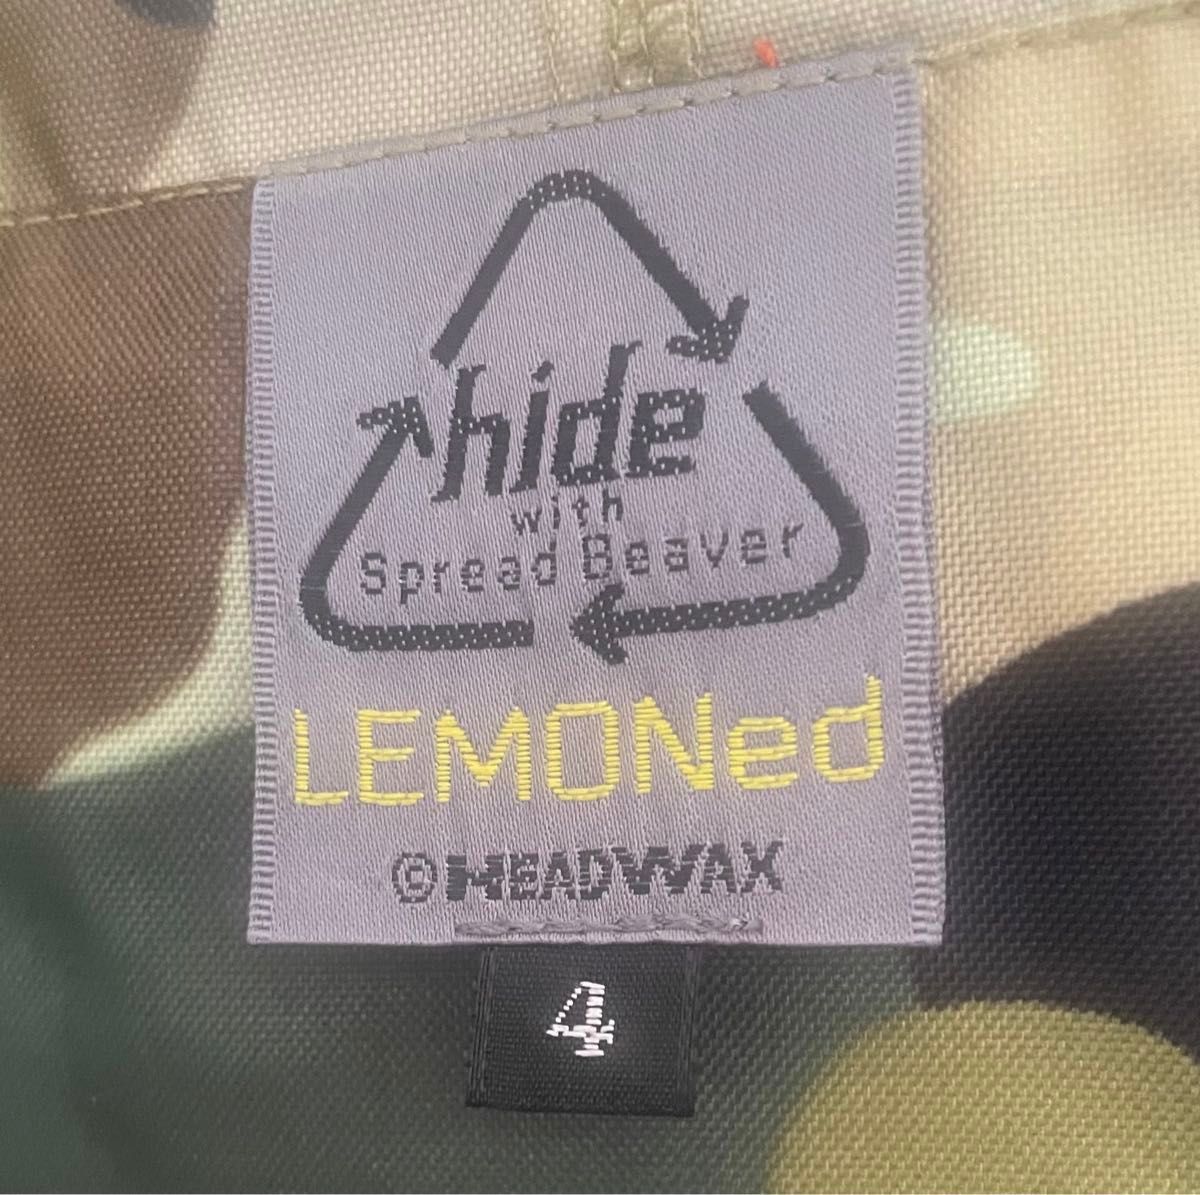 hide
with
Spread Beaver
LEMONed
©HEADWAX
4